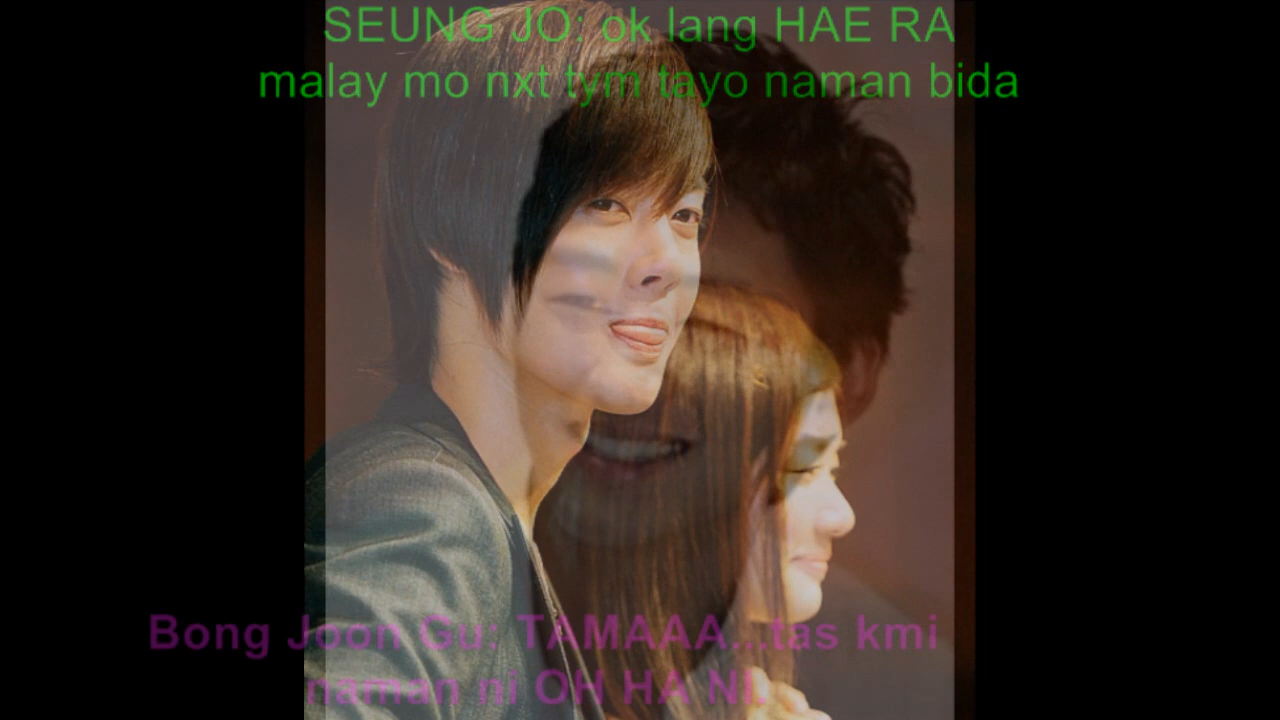 SEUNG JO: ok lang HAE RA
malay mo nxt tym tayo naman bida
Bong Joon Gu: TAMAAA...tas kmi
naman ni OH HA NI.